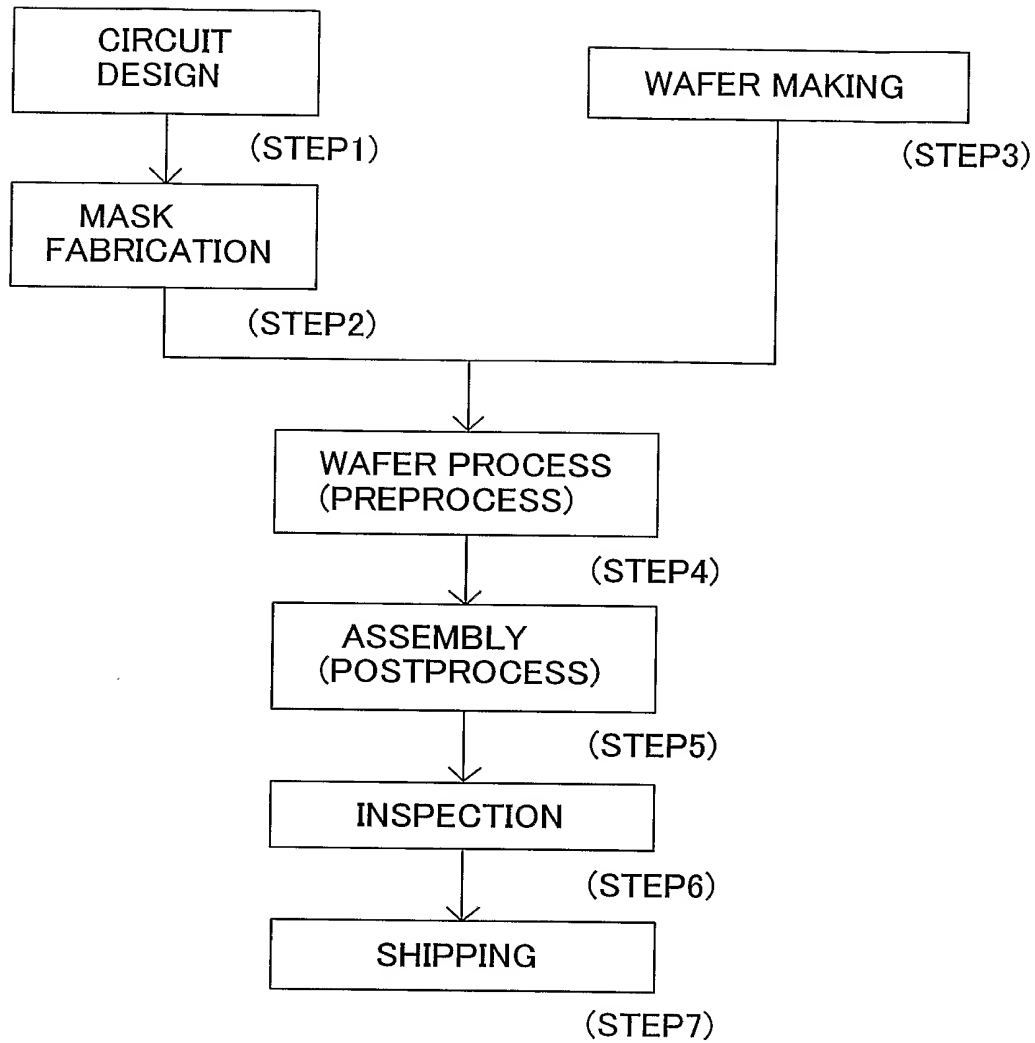 CIRCUIT
DESIGN
(STEP1)
MASK
FABRICATION
(STEP2)
WAFER MAKING
(STEP3)
WAFER PROCESS
(PREPROCESS)
(STEP4)
ASSEMBLY
(POSTPROCESS)
(STEP5)
INSPECTION
(STEP6)
SHIPPING
(STEP7)